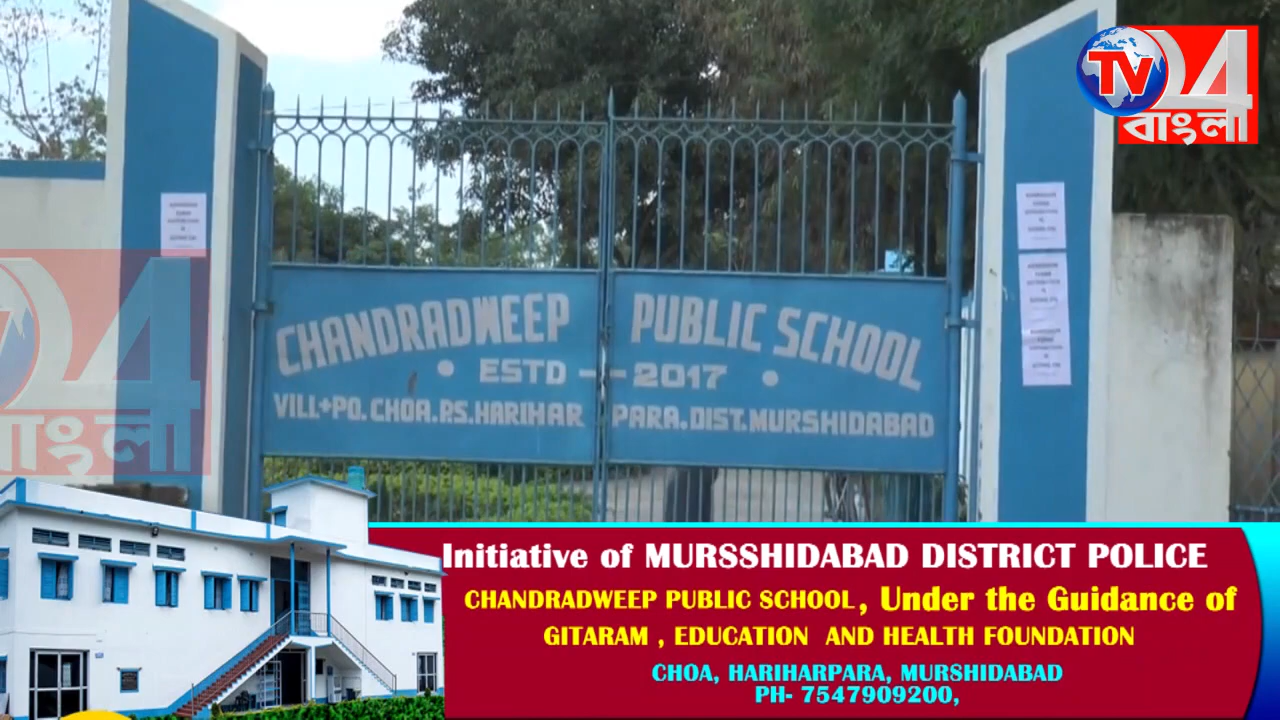 TV 24
বাংলা
CHANDRADWEEP PUBLIC SCHOOL
• ESTD - - 2017 •
VILL+PO. CHOA. P.S. HARIHAR PARA. DIST. MURSHIDABAD
বাংলা
Initiative of MURSSHIDABAD DISTRICT POLICE
CHANDRADWEEP PUBLIC SCHOOL, Under the Guidance of
GITARAM , EDUCATION AND HEALTH FOUNDATION
CHOA, HARIHARPARA, MURSHIDABAD
PH- 7547909200,